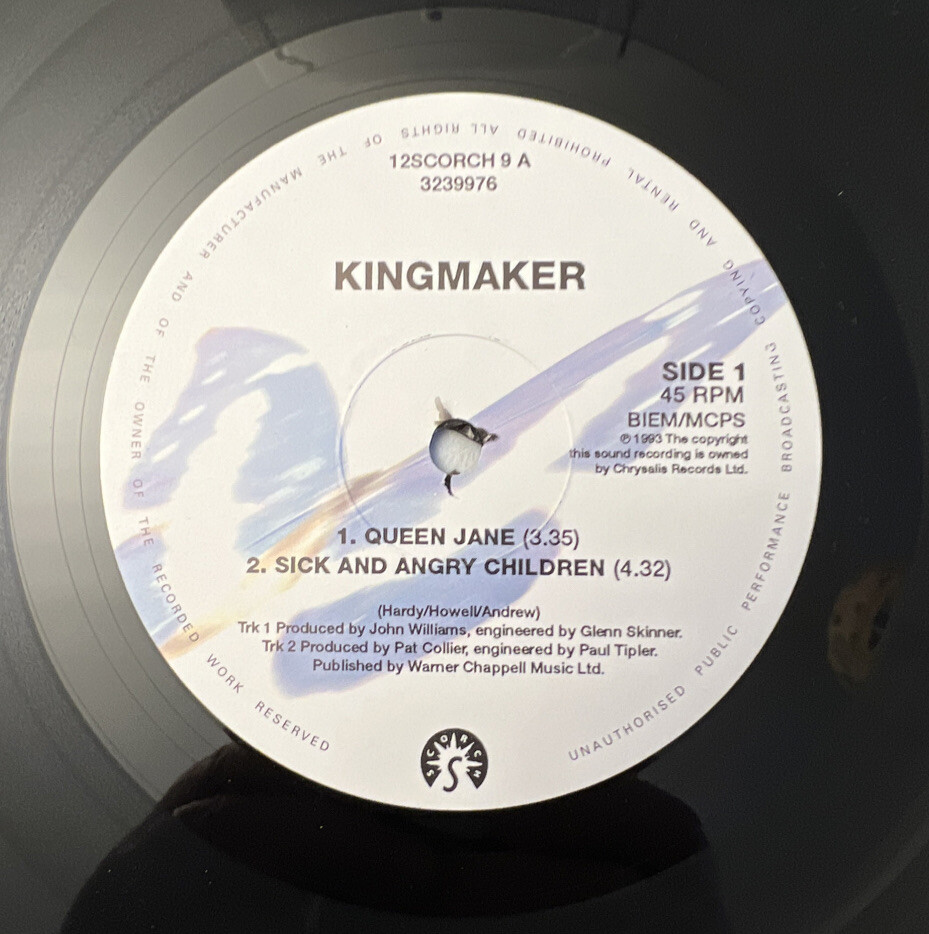 12SCORCH 9 A
3239976
KINGMAKER
SIDE 1
45 RPM
BIEM/MCPS
℗ 1993 The copyright
this sound recording is owned
by Chrysalis Records Ltd.
1. QUEEN JANE (3.35)
2. SICK AND ANGRY CHILDREN (4.32)
(Hardy/Howell/Andrew)
Trk 1 Produced by John Williams, engineered by Glenn Skinner.
Trk 2 Produced by Pat Collier, engineered by Paul Tipler.
Published by Warner Chappell Music Ltd.
SCORCH
S
UNAUTHORISED PUBLIC PERFORMANCE BROADCASTING COPYING AND RENTAL PROHIBITED ALL RIGHTS OF THE MANUFACTURER AND OF THE OWNER OF THE RECORDED WORK RESERVED